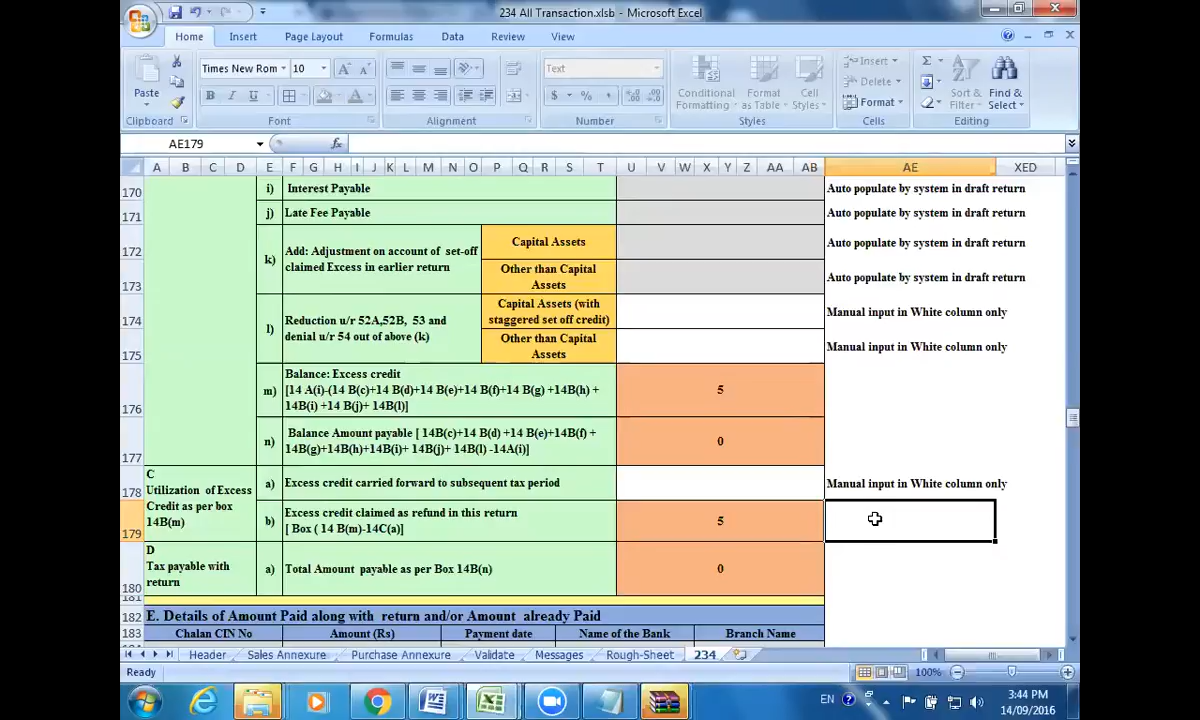 234 All Transaction.xlsb - Microsoft Excel
Home Insert Page Layout Formulas Data Review View
Times New Rom 10 Text Insert
Paste Conditional Format Cell Delete Sort & Find &
B I U $ % , Formatting as Table Styles Format Filter Select
Clipboard Font Alignment Number Styles Cells Editing
AE179 fx
A B C D E F G H I J K L M N O P Q R S T U V W X Y Z AA AB AE XED
170 i) Interest Payable Auto populate by system in draft return
171 j) Late Fee Payable Auto populate by system in draft return
172 k) Add: Adjustment on account of set-off claimed Excess in earlier return Capital Assets Auto populate by system in draft return
173 Other than Capital Assets Auto populate by system in draft return
174 l) Reduction u/r 52A,52B, 53 and denial u/r 54 out of above (k) Capital Assets (with staggered set off credit) Manual input in White column only
175 Other than Capital Assets Manual input in White column only
176 m) Balance: Excess credit
[14 A(i)-(14 B(c)+14 B(d)+14 B(e)+14 B(f)+14 B(g) +14B(h) + 5
14B(i) +14 B(j)+ 14B(l)]
177 n) Balance Amount payable [ 14B(c)+14 B(d) +14 B(e)+14B(f) + 0
14B(g)+14B(h)+14B(i)+ 14B(j)+ 14B(l) -14A(i)]
178 C
Utilization of Excess Credit as per box 14B(m) a) Excess credit carried forward to subsequent tax period Manual input in White column only
179 b) Excess credit claimed as refund in this return 5
[ Box ( 14 B(m)-14C(a)]
180 D
Tax payable with return a) Total Amount payable as per Box 14B(n) 0
181
182 E. Details of Amount Paid along with return and/or Amount already Paid
183 Chalan CIN No Amount (Rs) Payment date Name of the Bank Branch Name
Header Sales Annexure Purchase Annexure Validate Messages Rough-Sheet 234
Ready 100%
EN 3:44 PM
14/09/2016